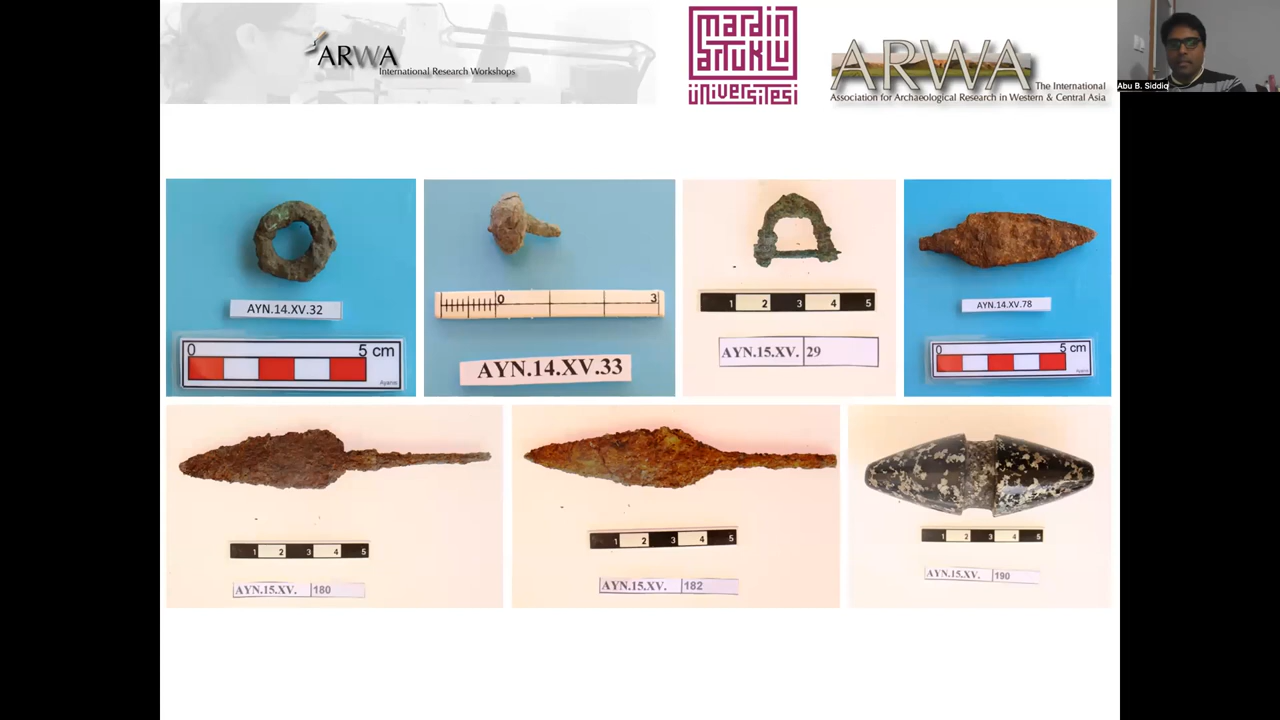 ARWA
International Research Workshops
mardin
artuklu
üniversitesi
ARWA
The International
Association for Archaeological Research in Western & Central Asia
Abu B. Siddiq
AYN.14.XV.32
0 5 cm
Ayanis
0 3
AYN.14.XV.33
1 2 3 4 5
AYN.15.XV. 29
AYN.14.XV.78
0 5 cm
Ayanis
1 2 3 4 5
AYN.15.XV. 180
1 2 3 4 5
AYN.15.XV. 182
1 2 3 4 5
AYN.15.XV. 190